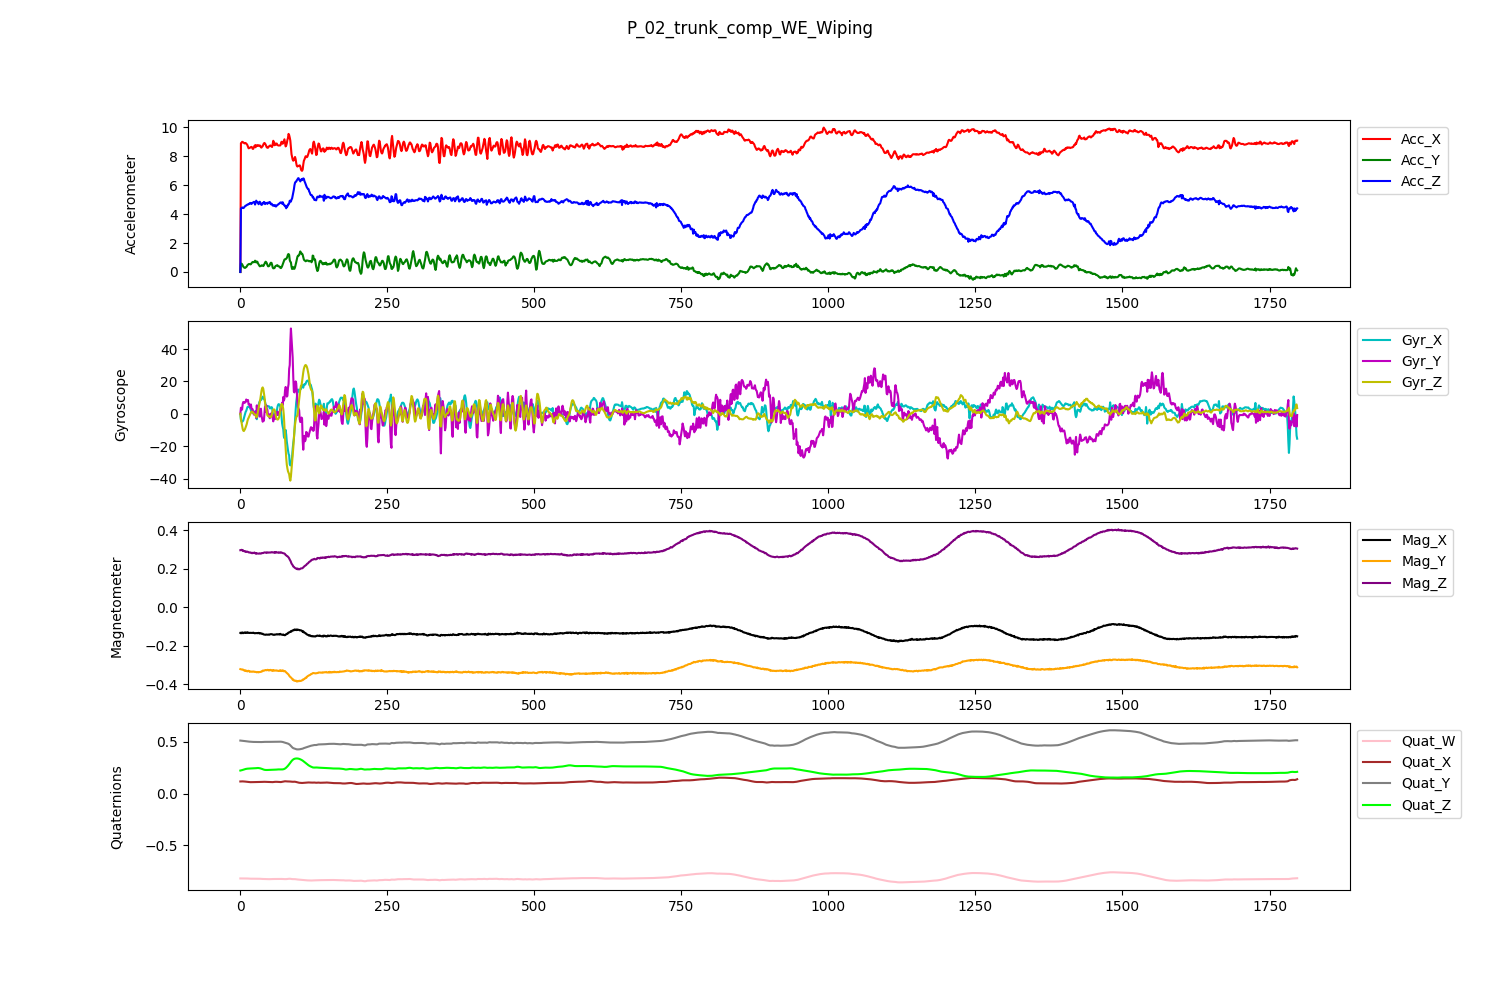 P_02_trunk_comp_WE_Wiping
Accelerometer
10
8
6
4
2
0
0 250 500 750 1000 1250 1500 1750
Acc_X
Acc_Y
Acc_Z
Gyroscope
40
20
0
−20
−40
0 250 500 750 1000 1250 1500 1750
Gyr_X
Gyr_Y
Gyr_Z
Magnetometer
0.4
0.2
0.0
−0.2
−0.4
0 250 500 750 1000 1250 1500 1750
Mag_X
Mag_Y
Mag_Z
Quaternions
0.5
0.0
−0.5
0 250 500 750 1000 1250 1500 1750
Quat_W
Quat_X
Quat_Y
Quat_Z